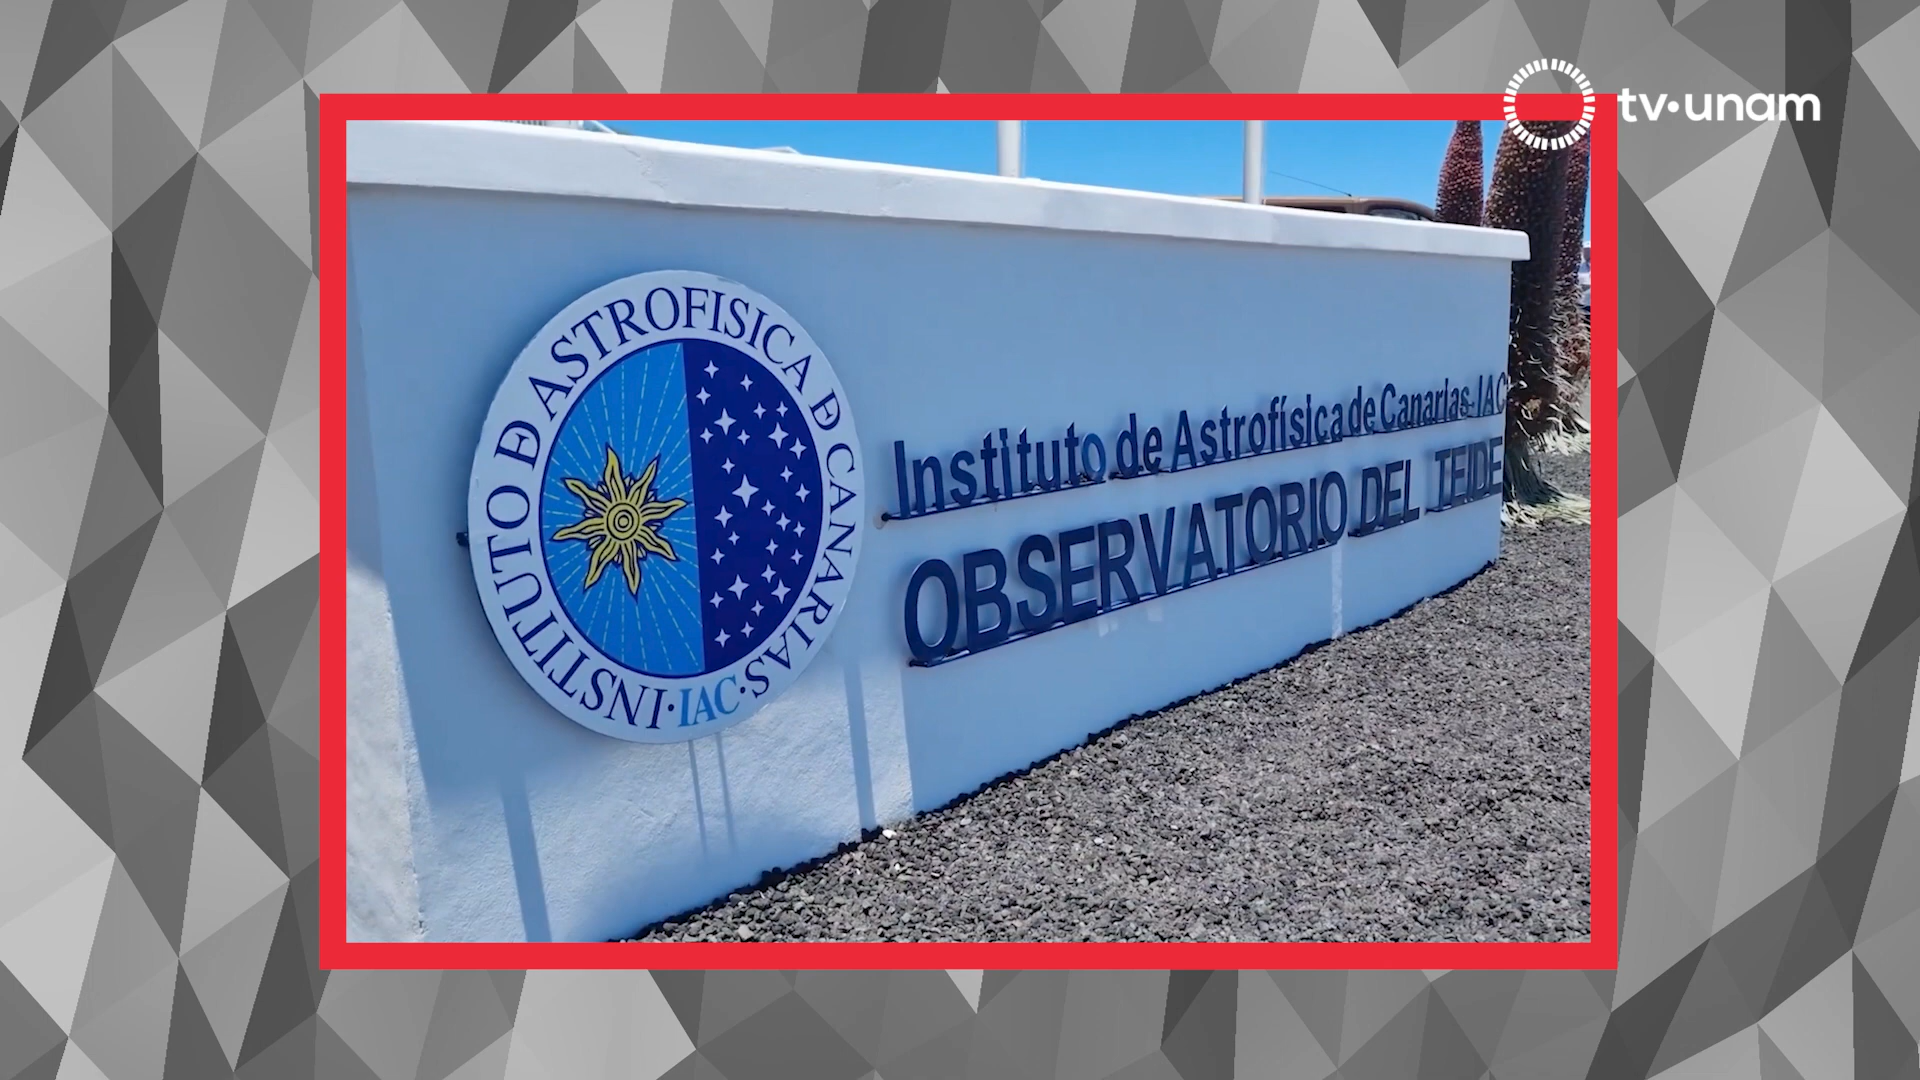 tv·unam
INSTITUTO DE ASTROFISICA DE CANARIAS · IAC ·
Instituto de Astrofísica de Canarias-IAC
OBSERVATORIO DEL TEIDE